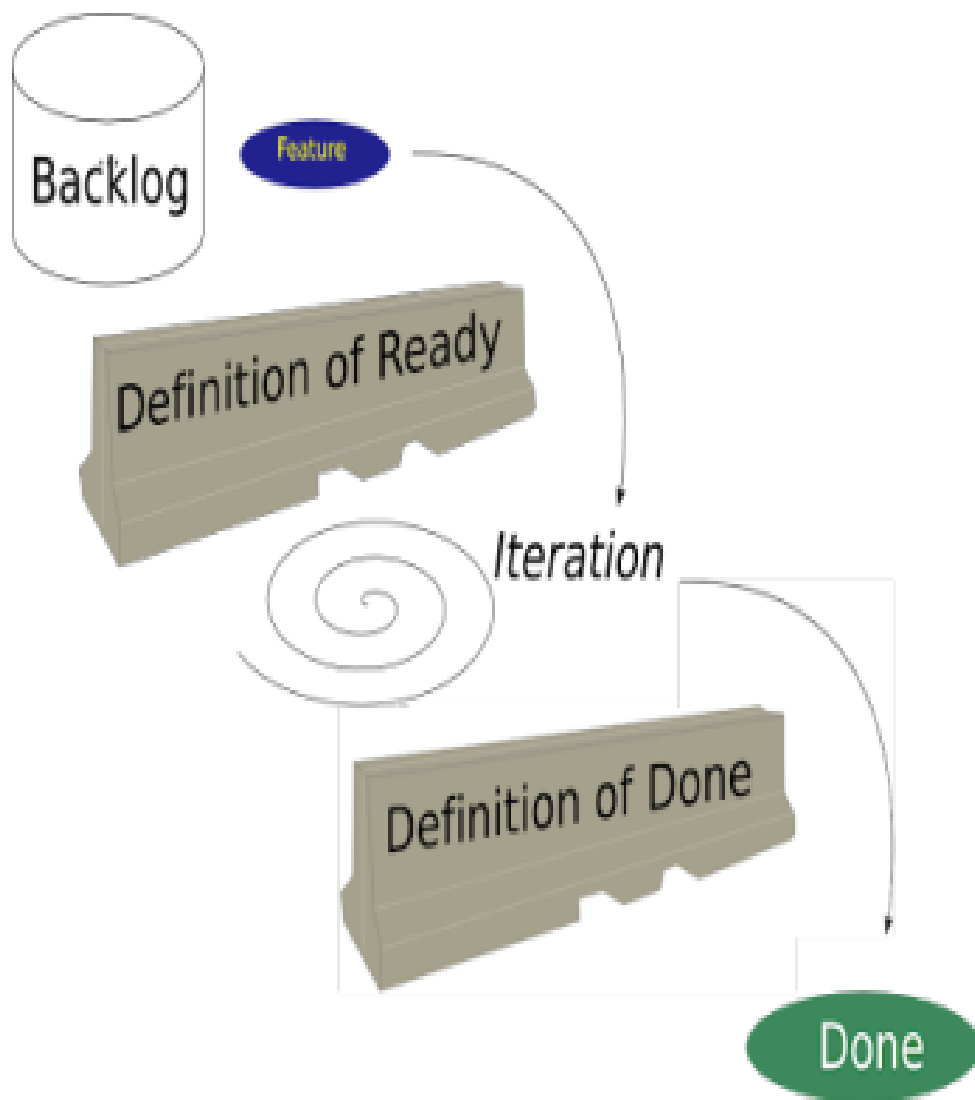 Backlog
Feature
Definition of Ready
Iteration
Definition of Done
Done